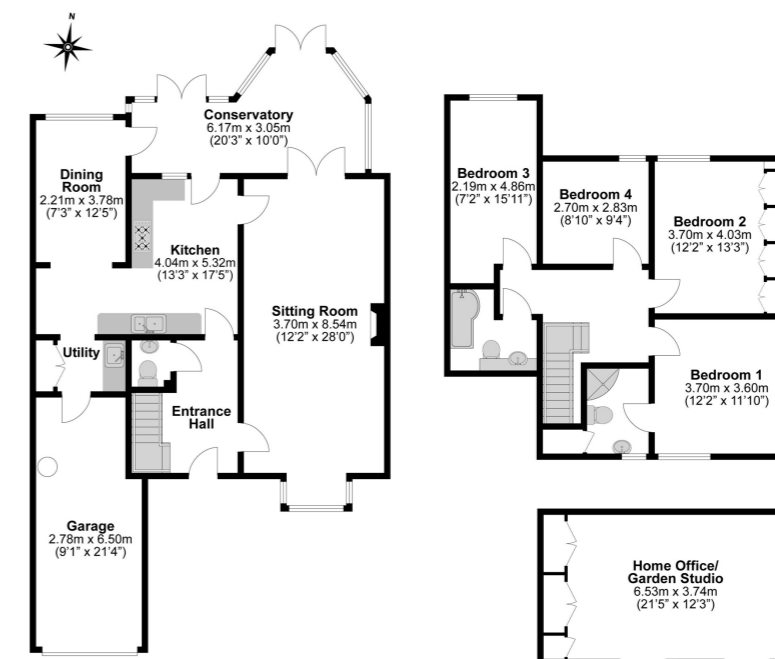 N
Conservatory
6.17m x 3.05m
(20'3" x 10'0")
Dining
Room
2.21m x 3.78m
(7'3" x 12'5")
Kitchen
4.04m x 5.32m
(13'3" x 17'5")
Sitting Room
3.70m x 8.54m
(12'2" x 28'0")
Utility
Entrance
Hall
Garage
2.78m x 6.50m
(9'1" x 21'4")
Bedroom 3
2.19m x 4.86m
(7'2" x 15'11")
Bedroom 4
2.70m x 2.83m
(8'10" x 9'4")
Bedroom 2
3.70m x 4.03m
(12'2" x 13'3")
Bedroom 1
3.70m x 3.60m
(12'2" x 11'10")
Home Office/
Garden Studio
6.53m x 3.74m
(21'5" x 12'3")